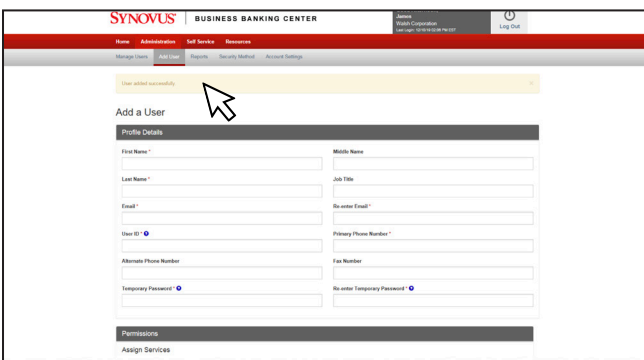 SYNOVUS® BUSINESS BANKING CENTER
James
Walsh Corporation
Log Out
Home Administration Self Service Resources
Manage Users Add User Reports Security Method Account Settings
User added successfully.
Add a User
Profile Details
First Name * Middle Name
Last Name * Job Title
Email * Re-enter Email *
User ID * Primary Phone Number *
Alternate Phone Number Fax Number
Temporary Password * Re-enter Temporary Password *
Permissions
Assign Services